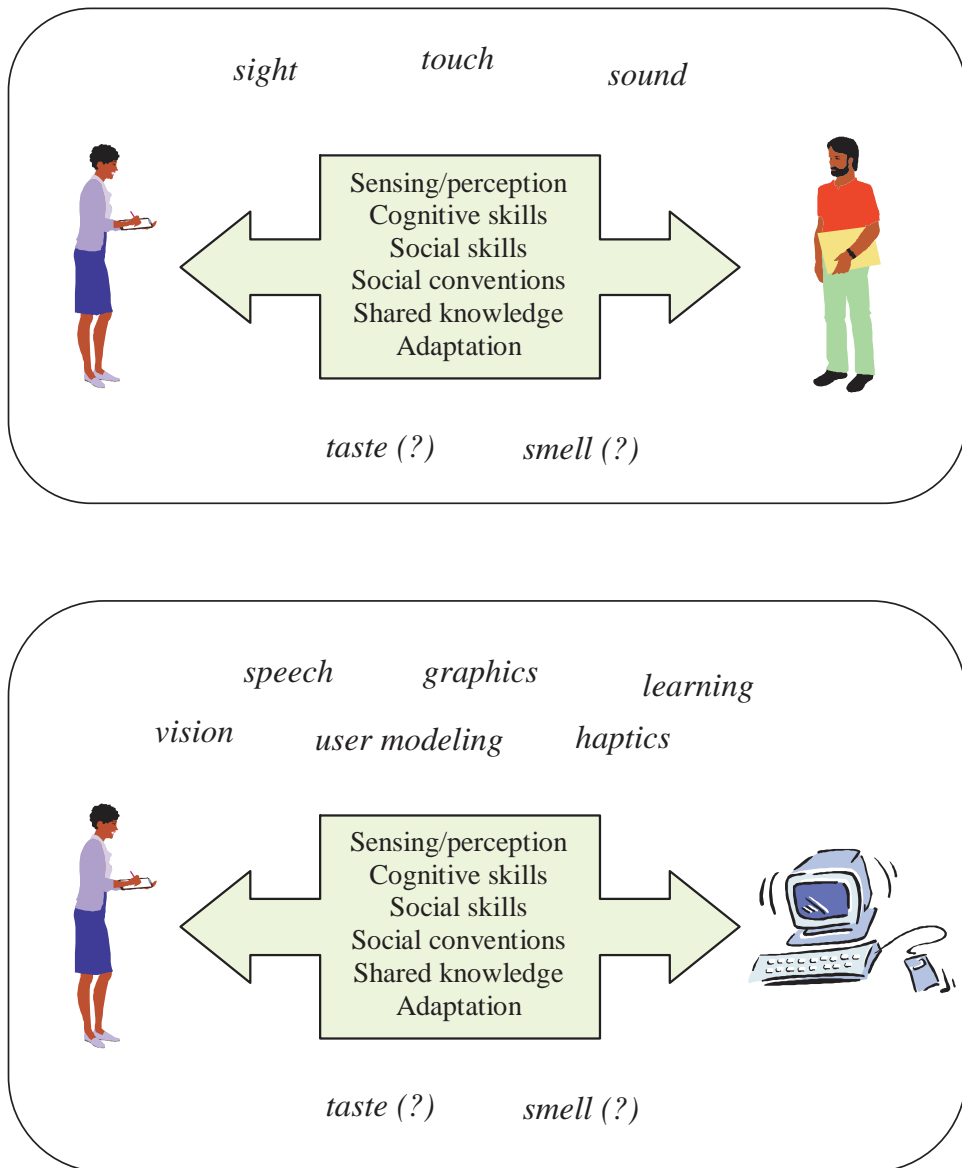 sight touch sound
Sensing/perception
Cognitive skills
Social skills
Social conventions
Shared knowledge
Adaptation
taste (?) smell (?)
speech graphics learning
vision user modeling haptics
Sensing/perception
Cognitive skills
Social skills
Social conventions
Shared knowledge
Adaptation
taste (?) smell (?)